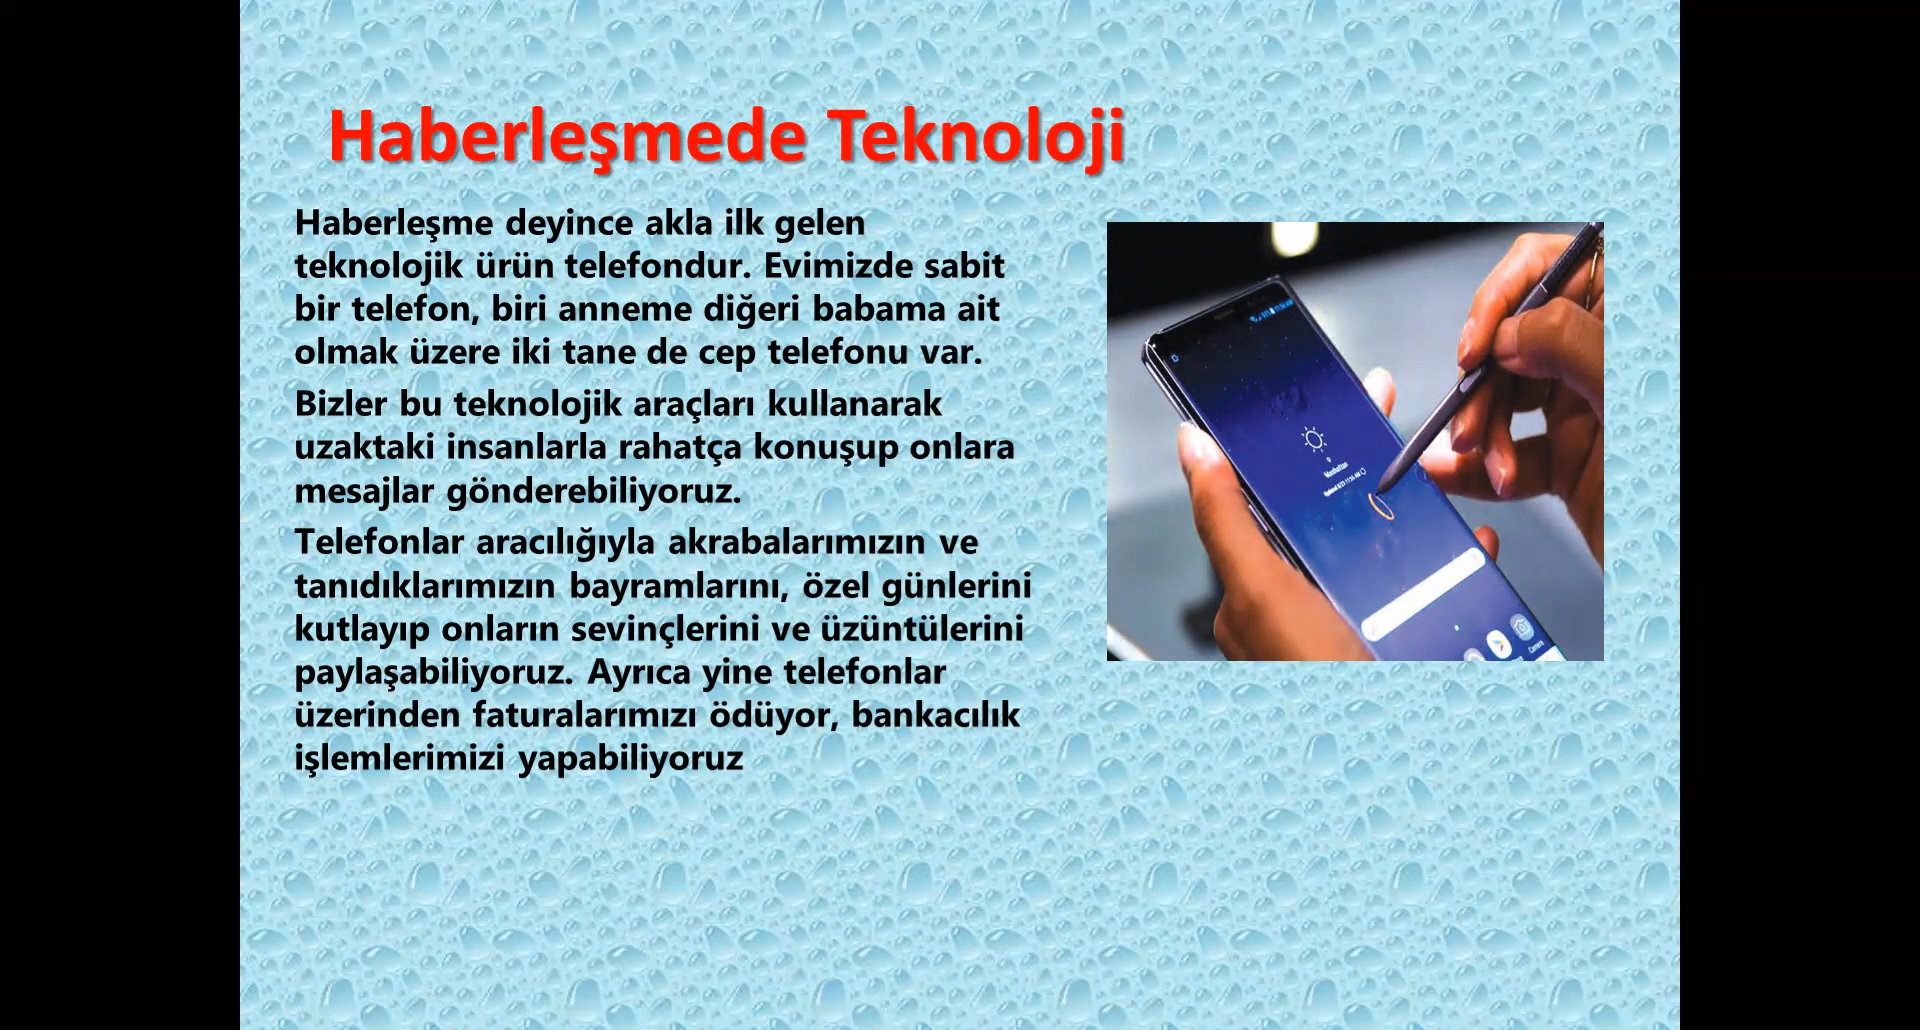 Haberleşmede Teknoloji
Haberleşme deyince akla ilk gelen
teknolojik ürün telefondur. Evimizde sabit
bir telefon, biri anneme diğeri babama ait
olmak üzere iki tane de cep telefonu var.
Bizler bu teknolojik araçları kullanarak
uzaktaki insanlarla rahatça konuşup onlara
mesajlar gönderebiliyoruz.
Telefonlar aracılığıyla akrabalarımızın ve
tanıdıklarımızın bayramlarını, özel günlerini
kutlayıp onların sevinçlerini ve üzüntülerini
paylaşabiliyoruz. Ayrıca yine telefonlar
üzerinden faturalarımızı ödüyor, bankacılık
işlemlerimizi yapabiliyoruz
Manhattan
Camera